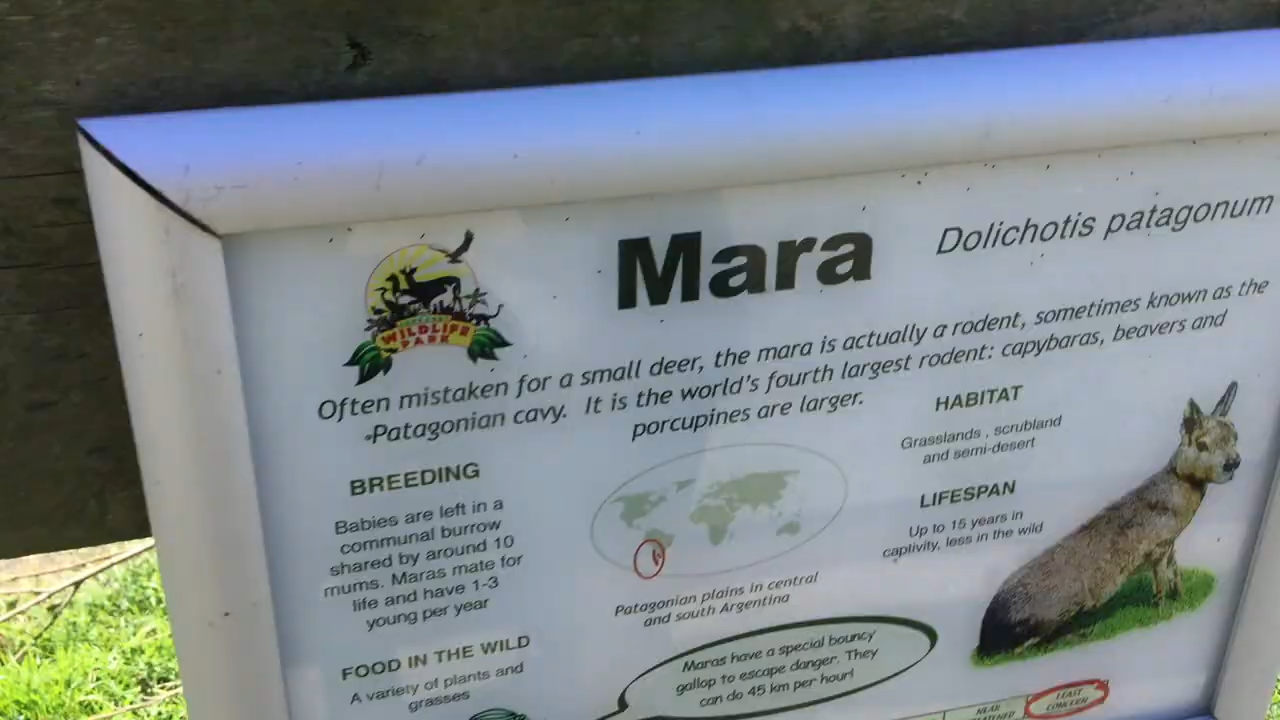 Mara
Dolichotis patagonum
WILDLIFE
PARK
Often mistaken for a small deer, the mara is actually a rodent, sometimes known as the
Patagonian cavy. It is the world's fourth largest rodent: capybaras, beavers and
porcupines are larger.
BREEDING
Babies are left in a
communal burrow
shared by around 10
mums. Maras mate for
life and have 1-3
young per year
FOOD IN THE WILD
A variety of plants and
grasses
Patagonian plains in central
and south Argentina
Maras have a special bouncy
gallop to escape danger. They
can do 45 km per hour!
HABITAT
Grasslands , scrubland
and semi-desert
LIFESPAN
Up to 15 years in
captivity, less in the wild
NEAR
LEAST
CONCERN